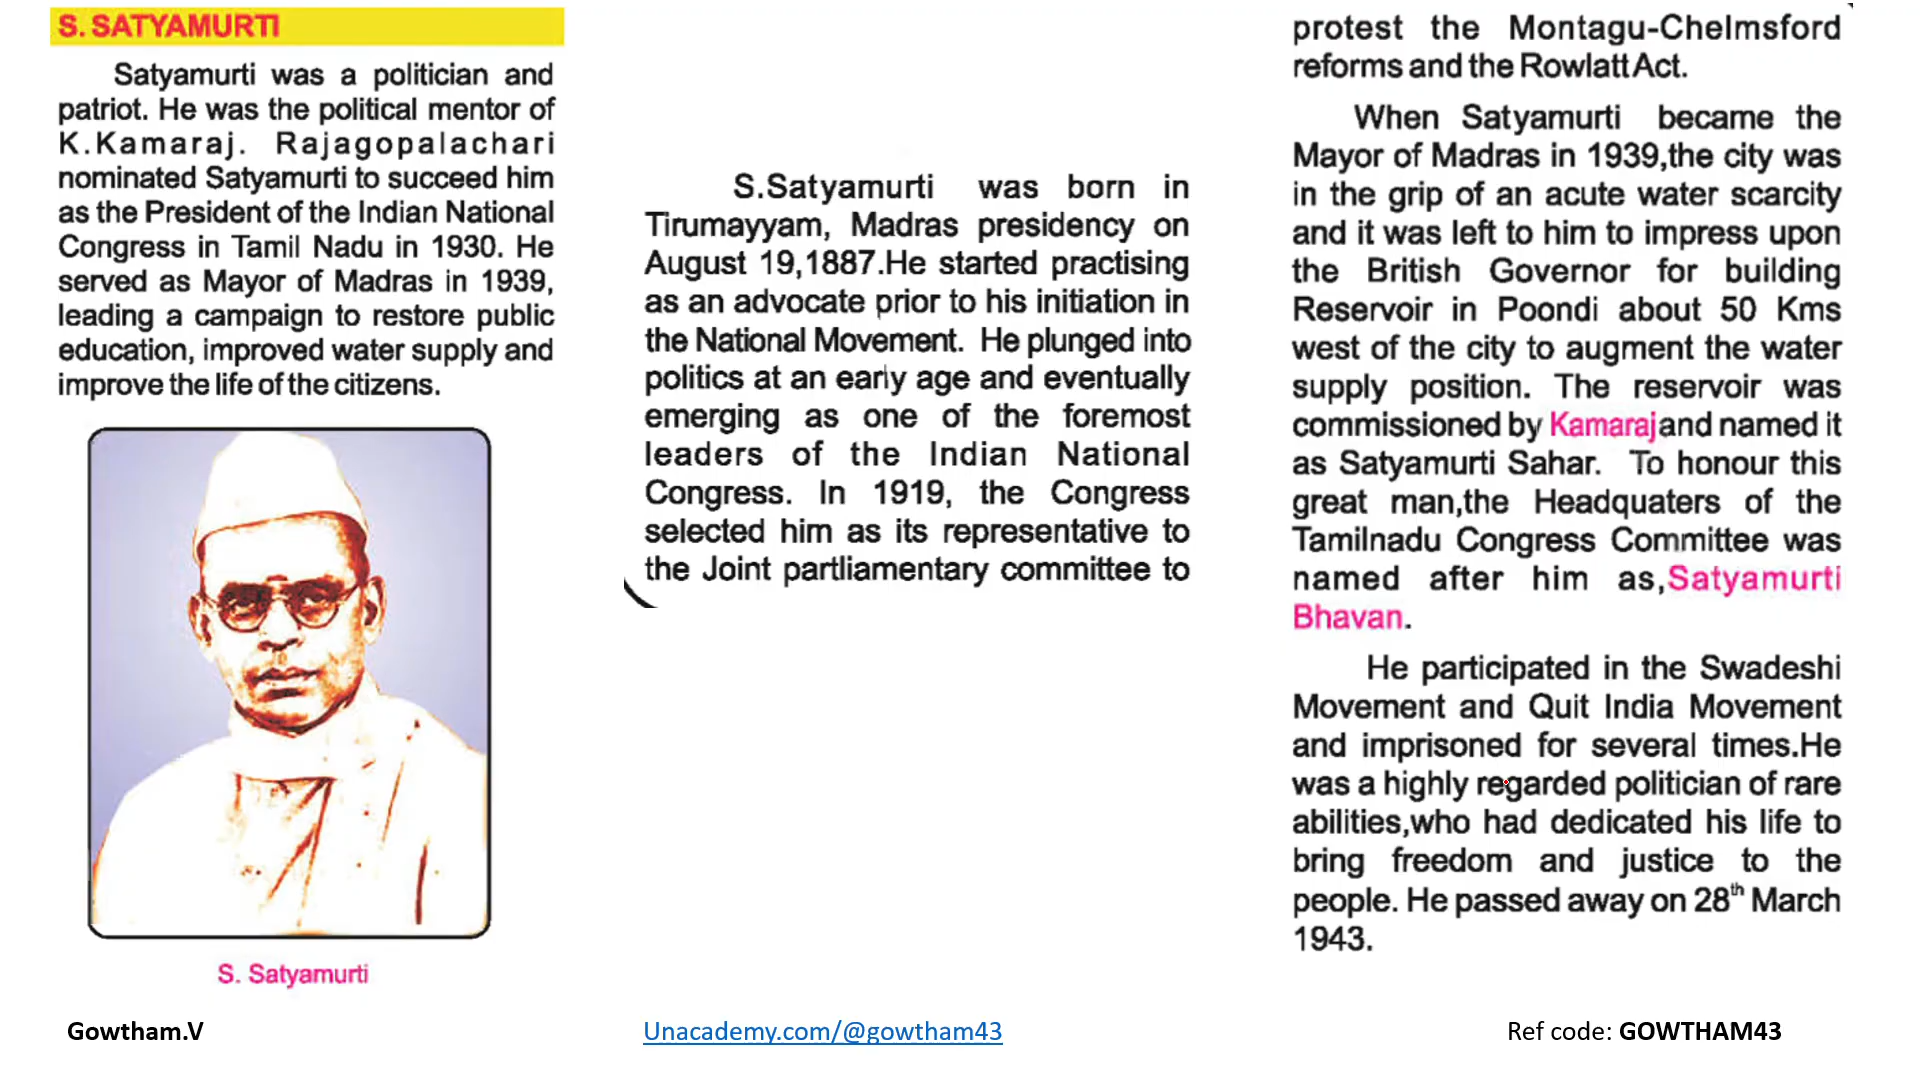 S. SATYAMURTI
Satyamurti was a politician and
patriot. He was the political mentor of
K.Kamaraj. Rajagopalachari
nominated Satyamurti to succeed him
as the President of the Indian National
Congress in Tamil Nadu in 1930. He
served as Mayor of Madras in 1939,
leading a campaign to restore public
education, improved water supply and
improve the life of the citizens.
S. Satyamurti
S.Satyamurti was born in
Tirumayyam, Madras presidency on
August 19,1887.He started practising
as an advocate prior to his initiation in
the National Movement. He plunged into
politics at an early age and eventually
emerging as one of the foremost
leaders of the Indian National
Congress. In 1919, the Congress
selected him as its representative to
the Joint partliamentary committee to
protest the Montagu-Chelmsford
reforms and the Rowlatt Act.
When Satyamurti became the
Mayor of Madras in 1939,the city was
in the grip of an acute water scarcity
and it was left to him to impress upon
the British Governor for building
Reservoir in Poondi about 50 Kms
west of the city to augment the water
supply position. The reservoir was
commissioned by Kamaraj and named it
as Satyamurti Sahar. To honour this
great man,the Headquaters of the
Tamilnadu Congress Committee was
named after him as,Satyamurti
Bhavan.
He participated in the Swadeshi
Movement and Quit India Movement
and imprisoned for several times.He
was a highly regarded politician of rare
abilities,who had dedicated his life to
bring freedom and justice to the
people. He passed away on 28th March
1943.
Gowtham.V
Unacademy.com/@gowtham43
Ref code: GOWTHAM43